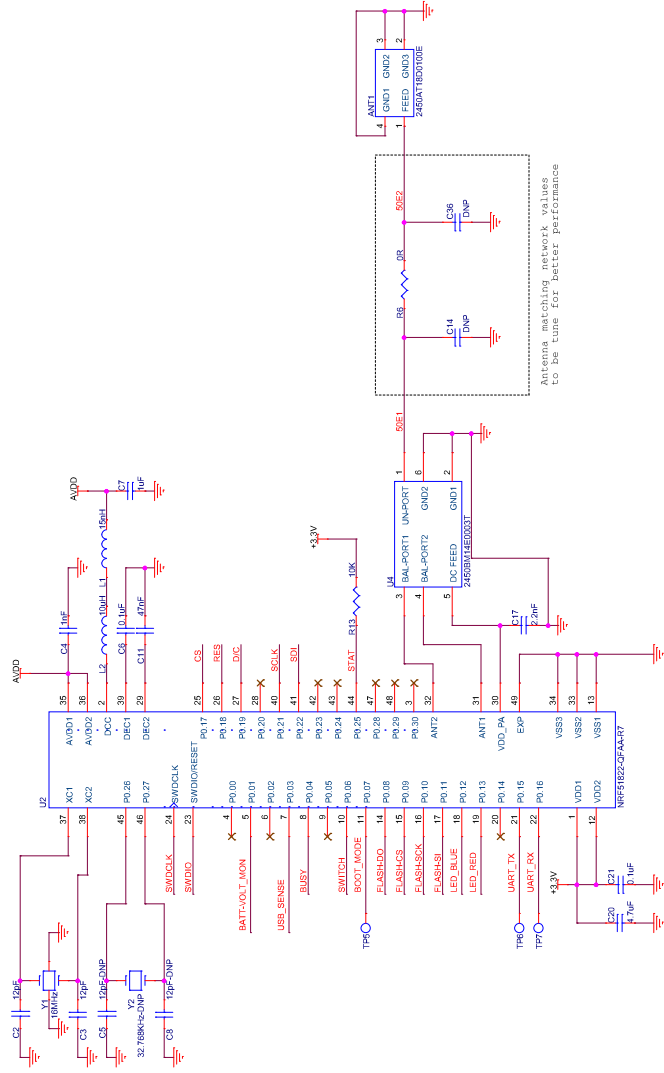 U2
NRF51822-QFAA-R7
37
XC1
38
XC2
45
P0.26
46
P0.27
24
SWDCLK
SWDCLK
23
SWDIO/RESET
SWDIO
4
P0.00
5
P0.01
BATT-VOLT_MON
6
P0.02
7
P0.03
USB_SENSE
8
P0.04
BUSY
9
P0.05
10
P0.06
SWITCH
11
P0.07
BOOT_MODE
TP5
14
P0.08
FLASH-DO
15
P0.09
FLASH-CS
16
P0.10
FLASH-SCK
17
P0.11
FLASH-SI
18
P0.12
LED_BLUE
19
P0.13
LED_RED
20
P0.14
21
P0.15
UART_TX
TP6
22
P0.16
UART_RX
TP7
1
VDD1
12
VDD2
+3.3V
C20
4.7uF
C21
0.1uF
C2
12pF
Y1
16MHz
C3
12pF
C5
12pF-DNP
Y2
32.768KHz-DNP
C8
12pF-DNP
35
AVDD1
36
AVDD2
2
DCC
39
DEC1
29
DEC2
25
P0.17
CS
26
P0.18
RES
27
P0.19
D/C
28
P0.20
40
P0.21
SCLK
41
P0.22
SDI
42
P0.23
43
P0.24
44
P0.25
STAT
47
P0.28
48
P0.29
3
P0.30
32
ANT2
31
ANT1
30
VDD_PA
49
EXP
34
VSS3
33
VSS2
13
VSS1
AVDD
C4
1nF
L2
10uH
L1
15nH
AVDD
C7
1uF
C6
0.1uF
C11
47nF
R13
10K
+3.3V
U4
2450BM14E0003T
3
BAL-PORT1
4
BAL-PORT2
5
DC FEED
1
UN-PORT
6
GND2
2
GND1
C17
2.2nF
50E1
C14
DNP
R6
0R
C36
DNP
50E2
Antenna matching network values
to be tune for better performance
ANT1
2450AT18D0100E
4
GND1
1
FEED
3
GND2
2
GND3